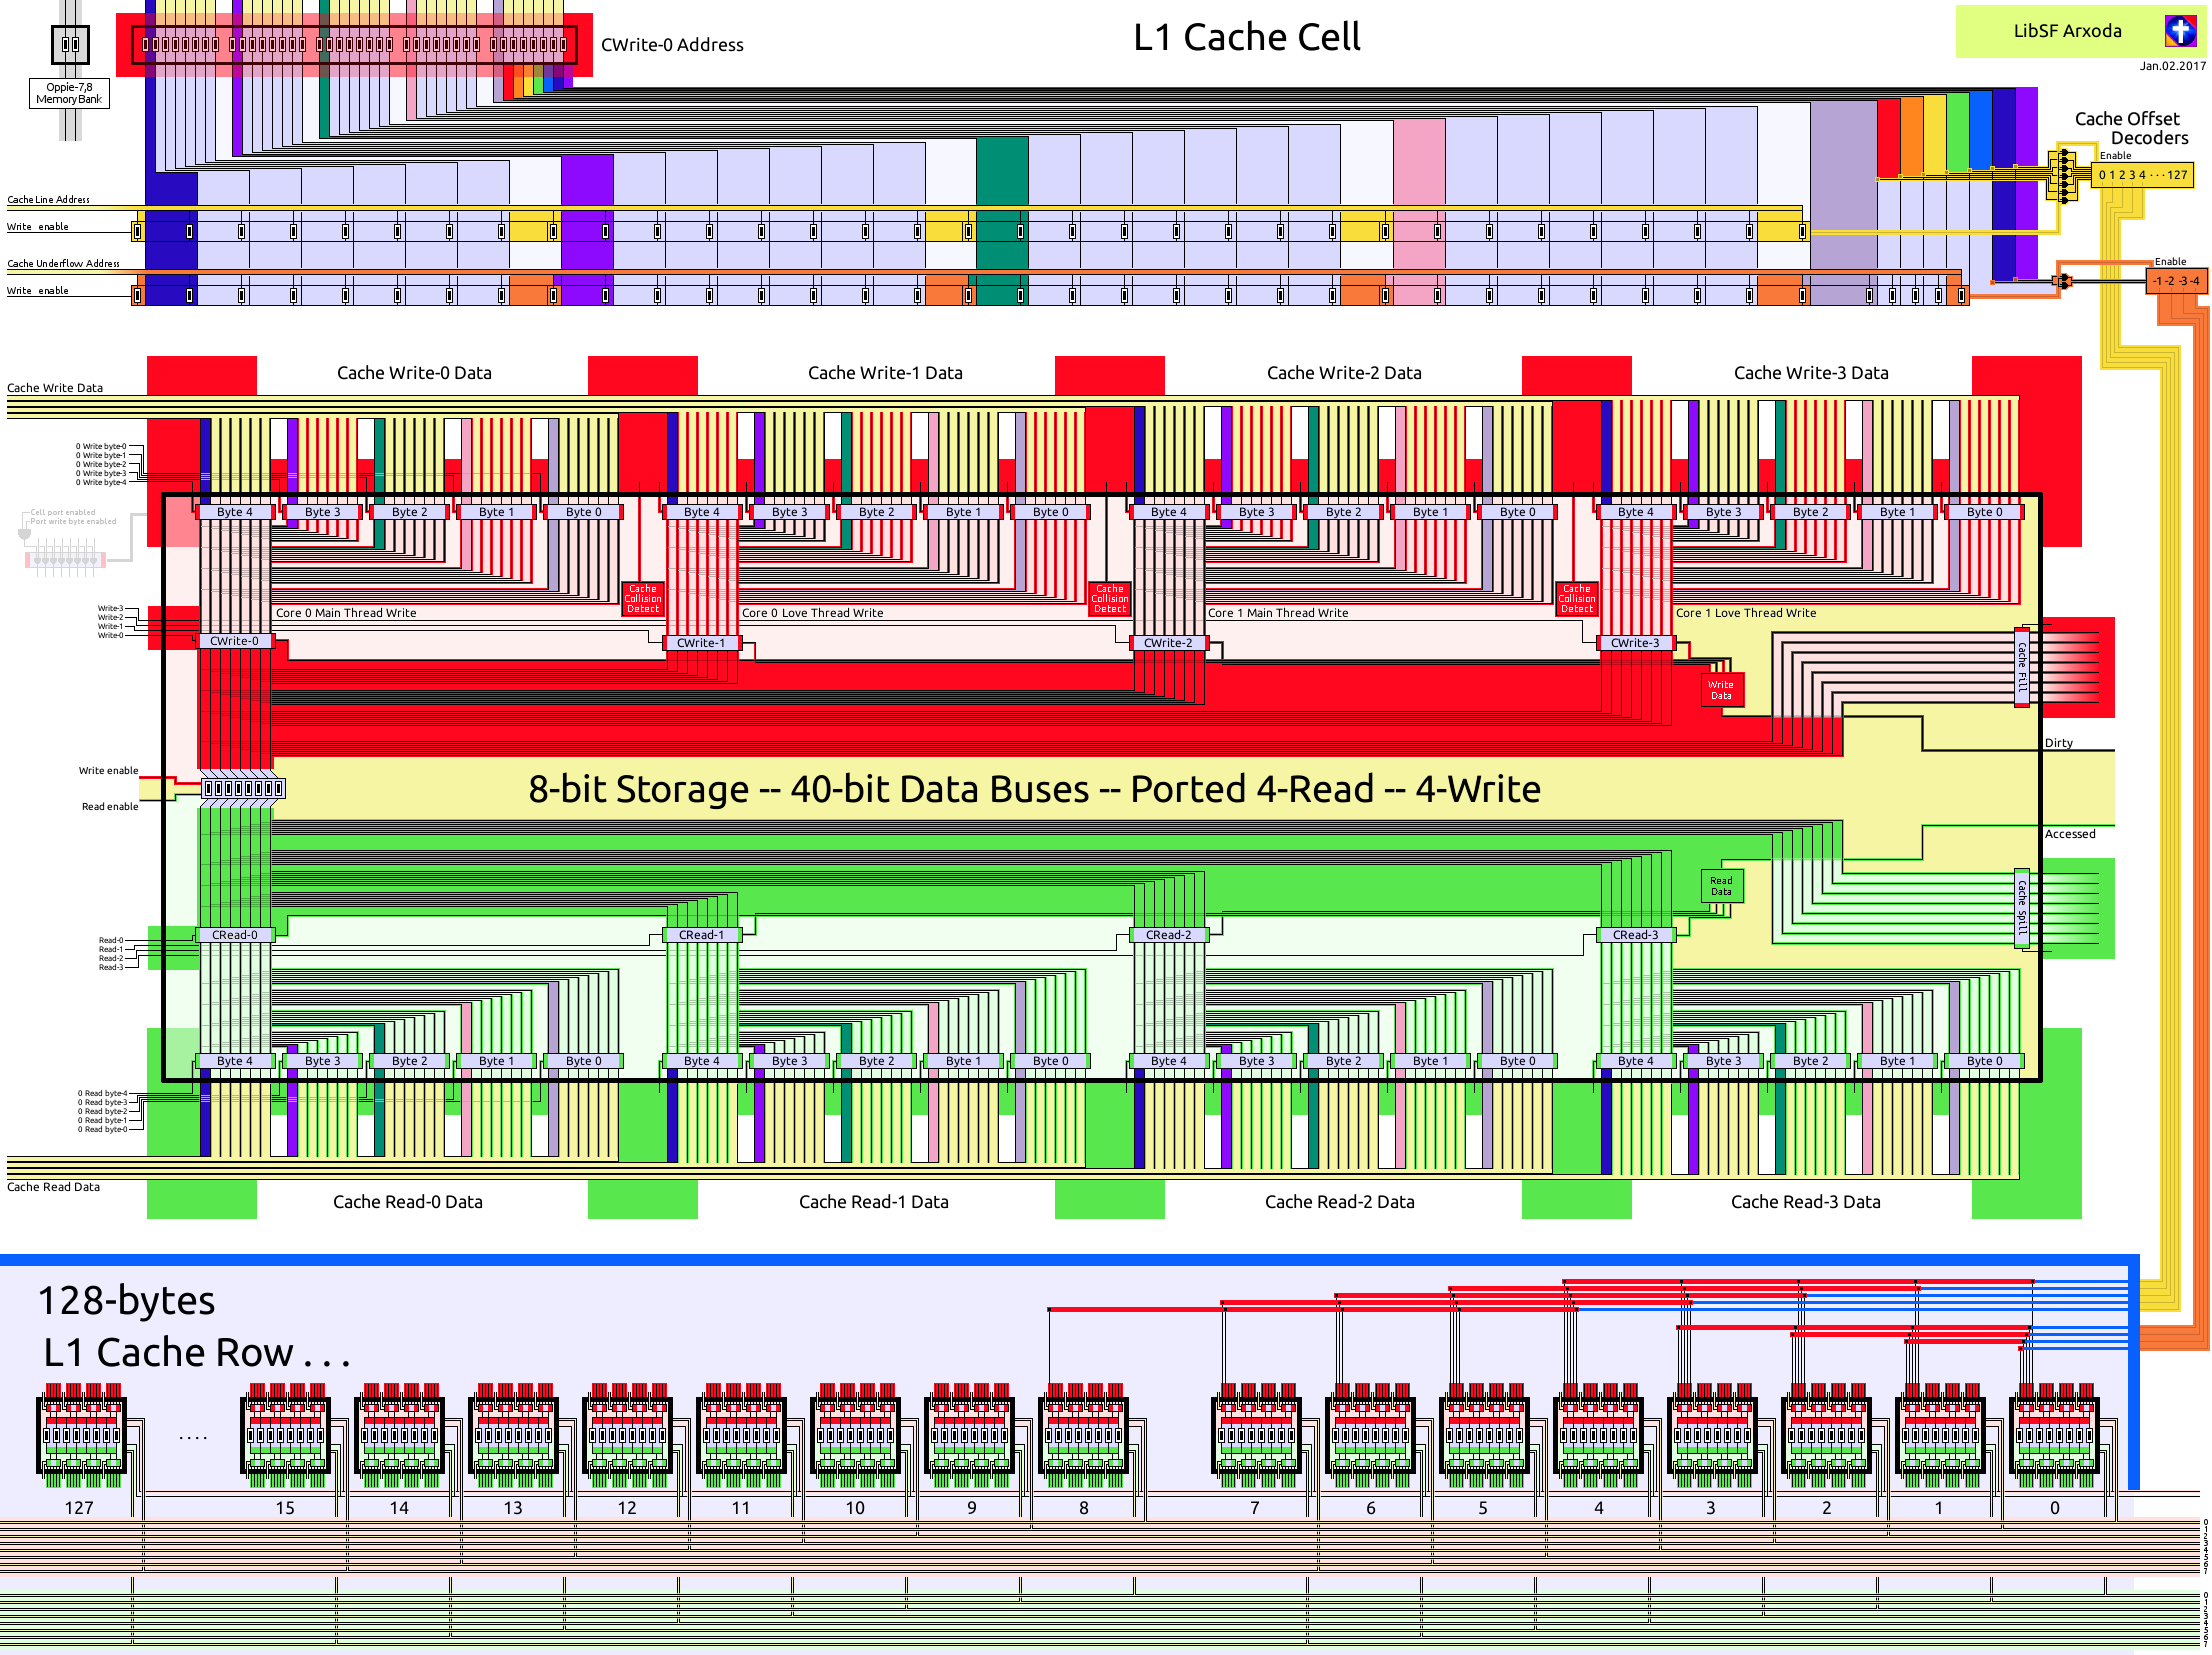 L1 Cache Cell
LibSF Arxoda
Jan.02.2017
CWrite-0 Address
Oppie-7,8
Memory Bank
Cache Offset
Decoders
Enable
0 1 2 3 4 ···127
Cache Line Address
Write enable
Cache Underflow Address
Write enable
Enable
-1 -2 -3 -4
Cache Write-0 Data
Cache Write-1 Data
Cache Write-2 Data
Cache Write-3 Data
Cache Write Data
0 Write byte-0
0 Write byte-1
0 Write byte-2
0 Write byte-3
0 Write byte-4
Cell port enabled
Port write byte enabled
Byte 4 Byte 3 Byte 2 Byte 1 Byte 0
Byte 4 Byte 3 Byte 2 Byte 1 Byte 0
Byte 4 Byte 3 Byte 2 Byte 1 Byte 0
Byte 4 Byte 3 Byte 2 Byte 1 Byte 0
Cache
Collision
Detect
Cache
Collision
Detect
Cache
Collision
Detect
Core 0 Main Thread Write
Core 0 Love Thread Write
Core 1 Main Thread Write
Core 1 Love Thread Write
Write-3
Write-2
Write-1
Write-0
CWrite-0
CWrite-1
CWrite-2
CWrite-3
Cache Fill
Write
Data
Dirty
Write enable
8-bit Storage -- 40-bit Data Buses -- Ported 4-Read -- 4-Write
Read enable
Accessed
Read
Data
Cache Spill
CRead-0
CRead-1
CRead-2
CRead-3
Read-0
Read-1
Read-2
Read-3
Byte 4 Byte 3 Byte 2 Byte 1 Byte 0
Byte 4 Byte 3 Byte 2 Byte 1 Byte 0
Byte 4 Byte 3 Byte 2 Byte 1 Byte 0
Byte 4 Byte 3 Byte 2 Byte 1 Byte 0
0 Read byte-4
0 Read byte-3
0 Read byte-2
0 Read byte-1
0 Read byte-0
Cache Read Data
Cache Read-0 Data
Cache Read-1 Data
Cache Read-2 Data
Cache Read-3 Data
128-bytes
L1 Cache Row . . .
. . . .
127 15 14 13 12 11 10 9 8 7 6 5 4 3 2 1 0
0
1
2
3
4
5
6
7
0
1
2
3
4
5
6
7